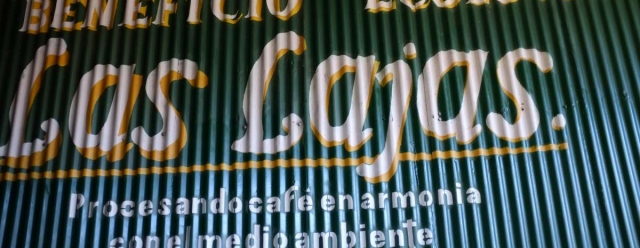 BENEFICIO
Las Lajas.
Procesando café en armonia
con el medio ambiente